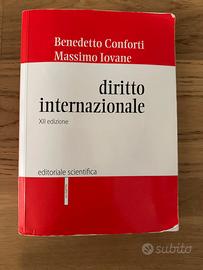 Benedetto Conforti
Massimo Iovane
diritto
internazionale
XII edizione
editoriale scientifica
subito